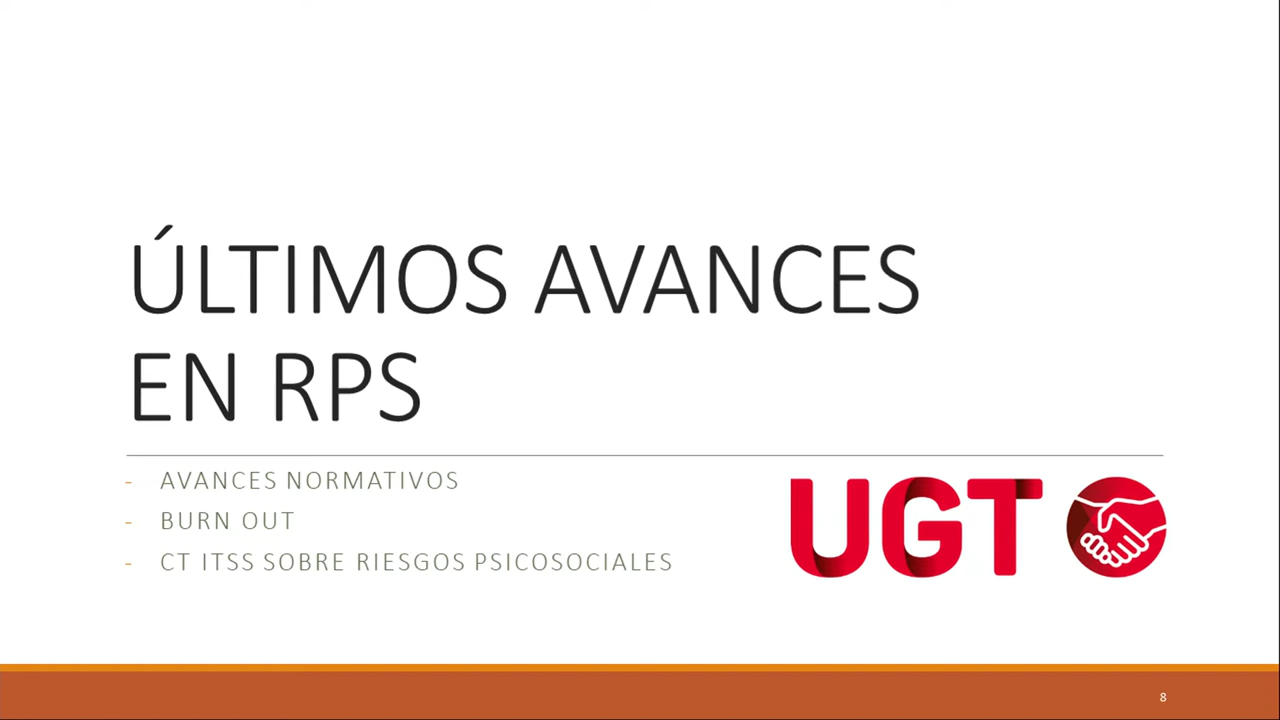 ÚLTIMOS AVANCES
EN RPS
- AVANCES NORMATIVOS
- BURN OUT
- CT ITSS SOBRE RIESGOS PSICOSOCIALES
UGT
8